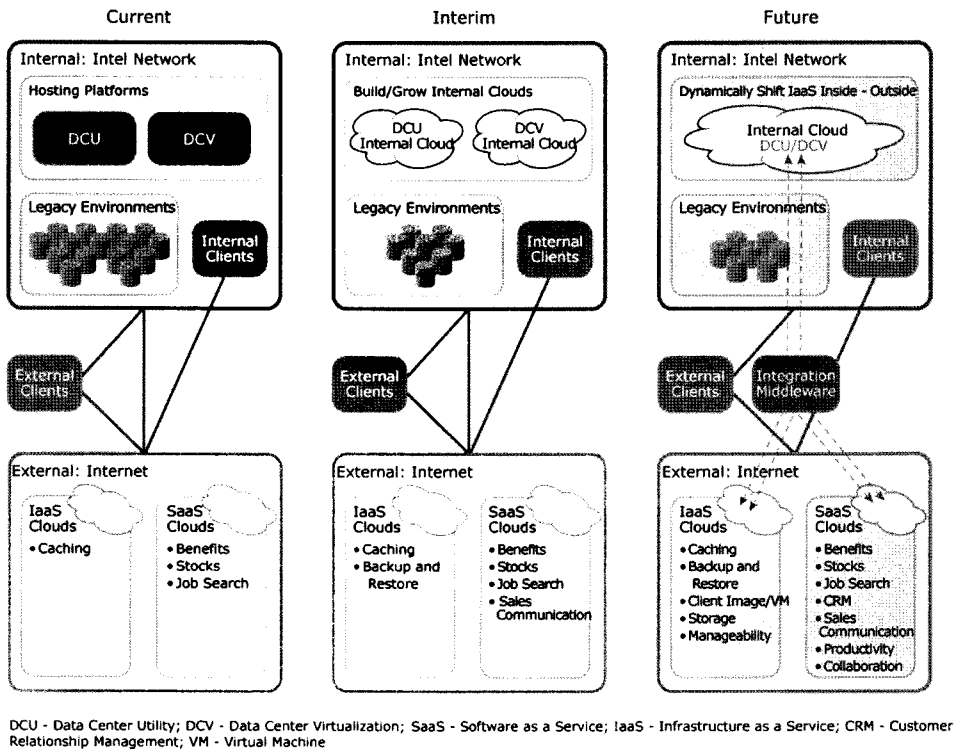 Current
Internal: Intel Network
Hosting Platforms
DCU
DCV
Legacy Environments
Internal
Clients
External
Clients
External: Internet
IaaS
Clouds
• Caching
SaaS
Clouds
• Benefits
• Stocks
• Job Search
Interim
Internal: Intel Network
Build/Grow Internal Clouds
DCU
Internal Cloud
DCV
Internal Cloud
Legacy Environments
Internal
Clients
External
Clients
External: Internet
IaaS
Clouds
• Caching
• Backup and
Restore
SaaS
Clouds
• Benefits
• Stocks
• Job Search
• Sales
Communication
Future
Internal: Intel Network
Dynamically Shift IaaS Inside - Outside
Internal Cloud
DCU/DCV
Legacy Environments
Internal
Clients
External
Clients
Integration
Middleware
External: Internet
IaaS
Clouds
• Caching
• Backup and
Restore
• Client Image/VM
• Storage
• Manageability
SaaS
Clouds
• Benefits
• Stocks
• Job Search
• CRM
• Sales
Communication
• Productivity
• Collaboration
DCU - Data Center Utility; DCV - Data Center Virtualization; SaaS - Software as a Service; IaaS - Infrastructure as a Service; CRM - Customer
Relationship Management; VM - Virtual Machine